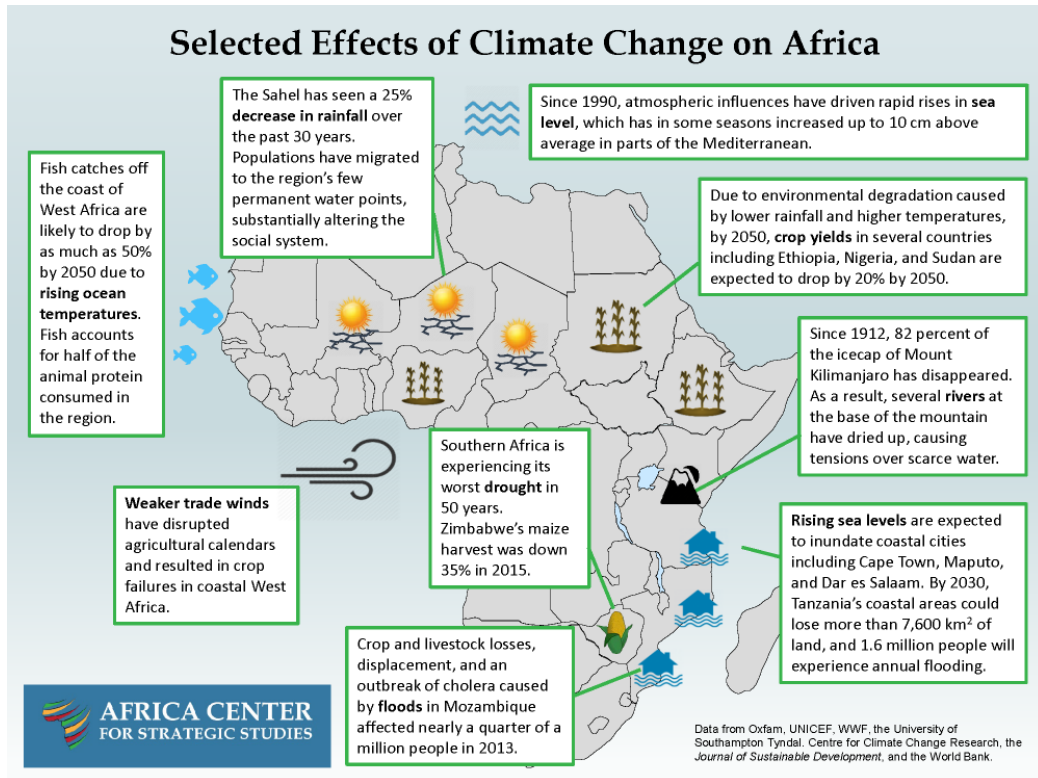 Selected Effects of Climate Change on Africa
The Sahel has seen a 25%
decrease in rainfall over
the past 30 years.
Populations have migrated
to the region's few
permanent water points,
substantially altering the
social system.
Since 1990, atmospheric influences have driven rapid rises in sea
level, which has in some seasons increased up to 10 cm above
average in parts of the Mediterranean.
Fish catches off
the coast of
West Africa are
likely to drop by
as much as 50%
by 2050 due to
rising ocean
temperatures.
Fish accounts
for half of the
animal protein
consumed in
the region.
Due to environmental degradation caused
by lower rainfall and higher temperatures,
by 2050, crop yields in several countries
including Ethiopia, Nigeria, and Sudan are
expected to drop by 20% by 2050.
Since 1912, 82 percent of
the icecap of Mount
Kilimanjaro has disappeared.
As a result, several rivers at
the base of the mountain
have dried up, causing
tensions over scarce water.
Southern Africa is
experiencing its
worst drought in
50 years.
Zimbabwe's maize
harvest was down
35% in 2015.
Weaker trade winds
have disrupted
agricultural calendars
and resulted in crop
failures in coastal West
Africa.
Rising sea levels are expected
to inundate coastal cities
including Cape Town, Maputo,
and Dar es Salaam. By 2030,
Tanzania's coastal areas could
lose more than 7,600 km² of
land, and 1.6 million people will
experience annual flooding.
Crop and livestock losses,
displacement, and an
outbreak of cholera caused
by floods in Mozambique
affected nearly a quarter of a
million people in 2013.
AFRICA CENTER
FOR STRATEGIC STUDIES
Data from Oxfam, UNICEF, WWF, the University of
Southampton Tyndal. Centre for Climate Change Research, the
Journal of Sustainable Development, and the World Bank.